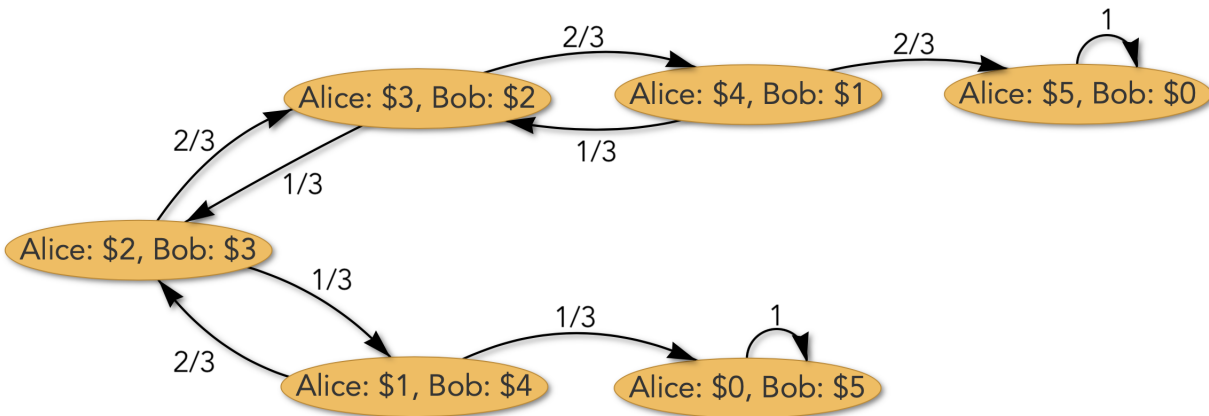 1
2/3
2/3
Alice: $3, Bob: $2
Alice: $4, Bob: $1
Alice: $5, Bob: $0
2/3
1/3
1/3
Alice: $2, Bob: $3
1/3
1/3
1
2/3
Alice: $1, Bob: $4
Alice: $0, Bob: $5